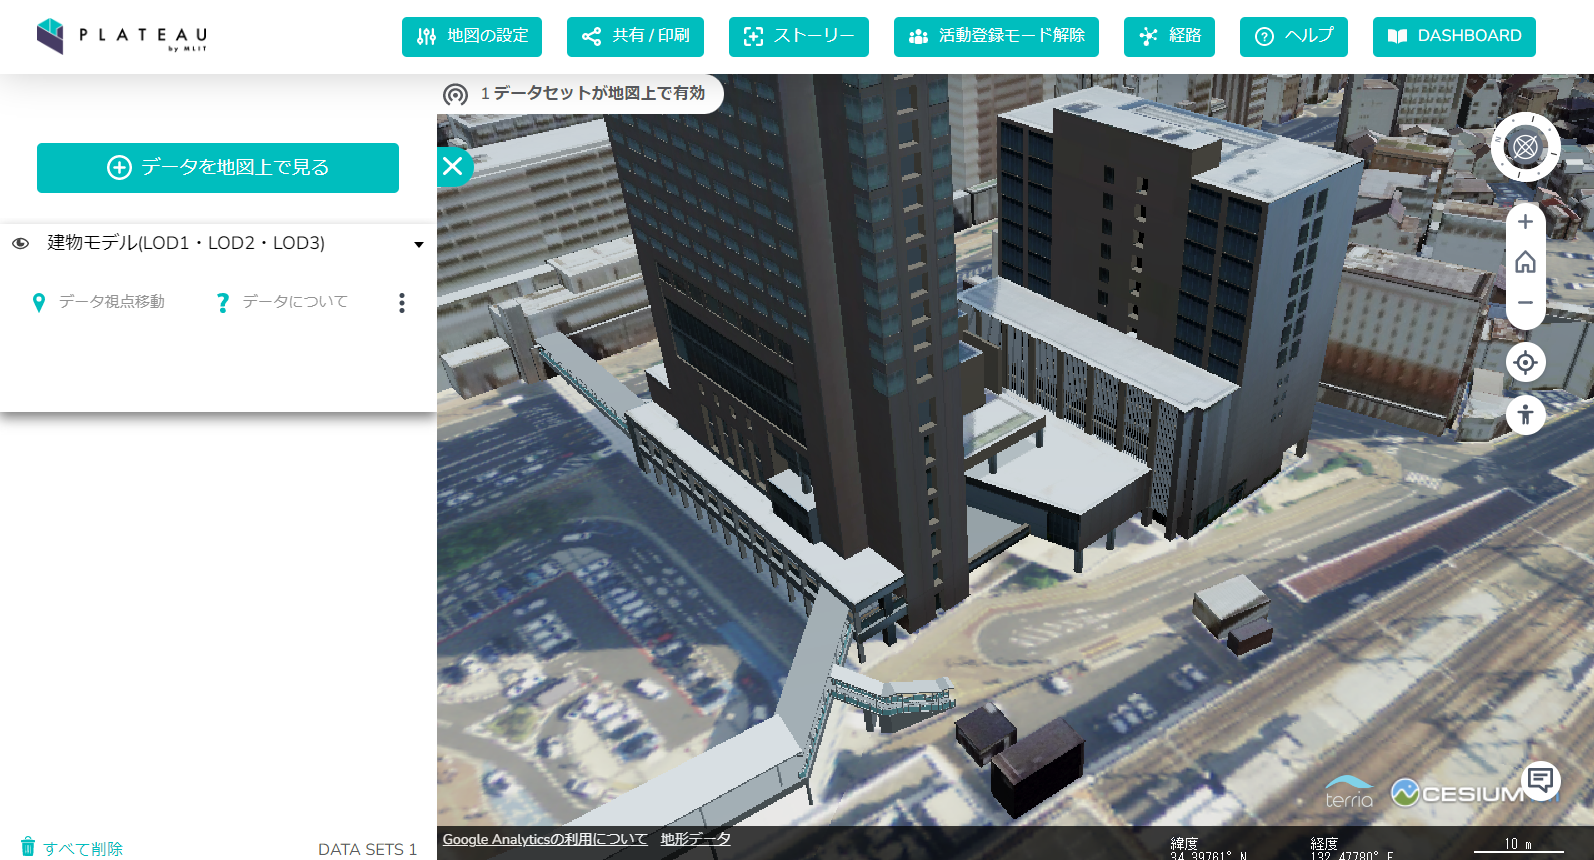 PLATEAU
by MLIT
地図の設定
共有 / 印刷
ストーリー
活動登録モード解除
経路
ヘルプ
DASHBOARD
1 データセットが地図上で有効
データを地図上で見る
建物モデル(LOD1・LOD2・LOD3)
データ視点移動
データについて
terria
CESIUM
Google Analyticsの利用について 地形データ
緯度
34.39761° N
経度
132.47780° E
10 m
すべて削除
DATA SETS 1